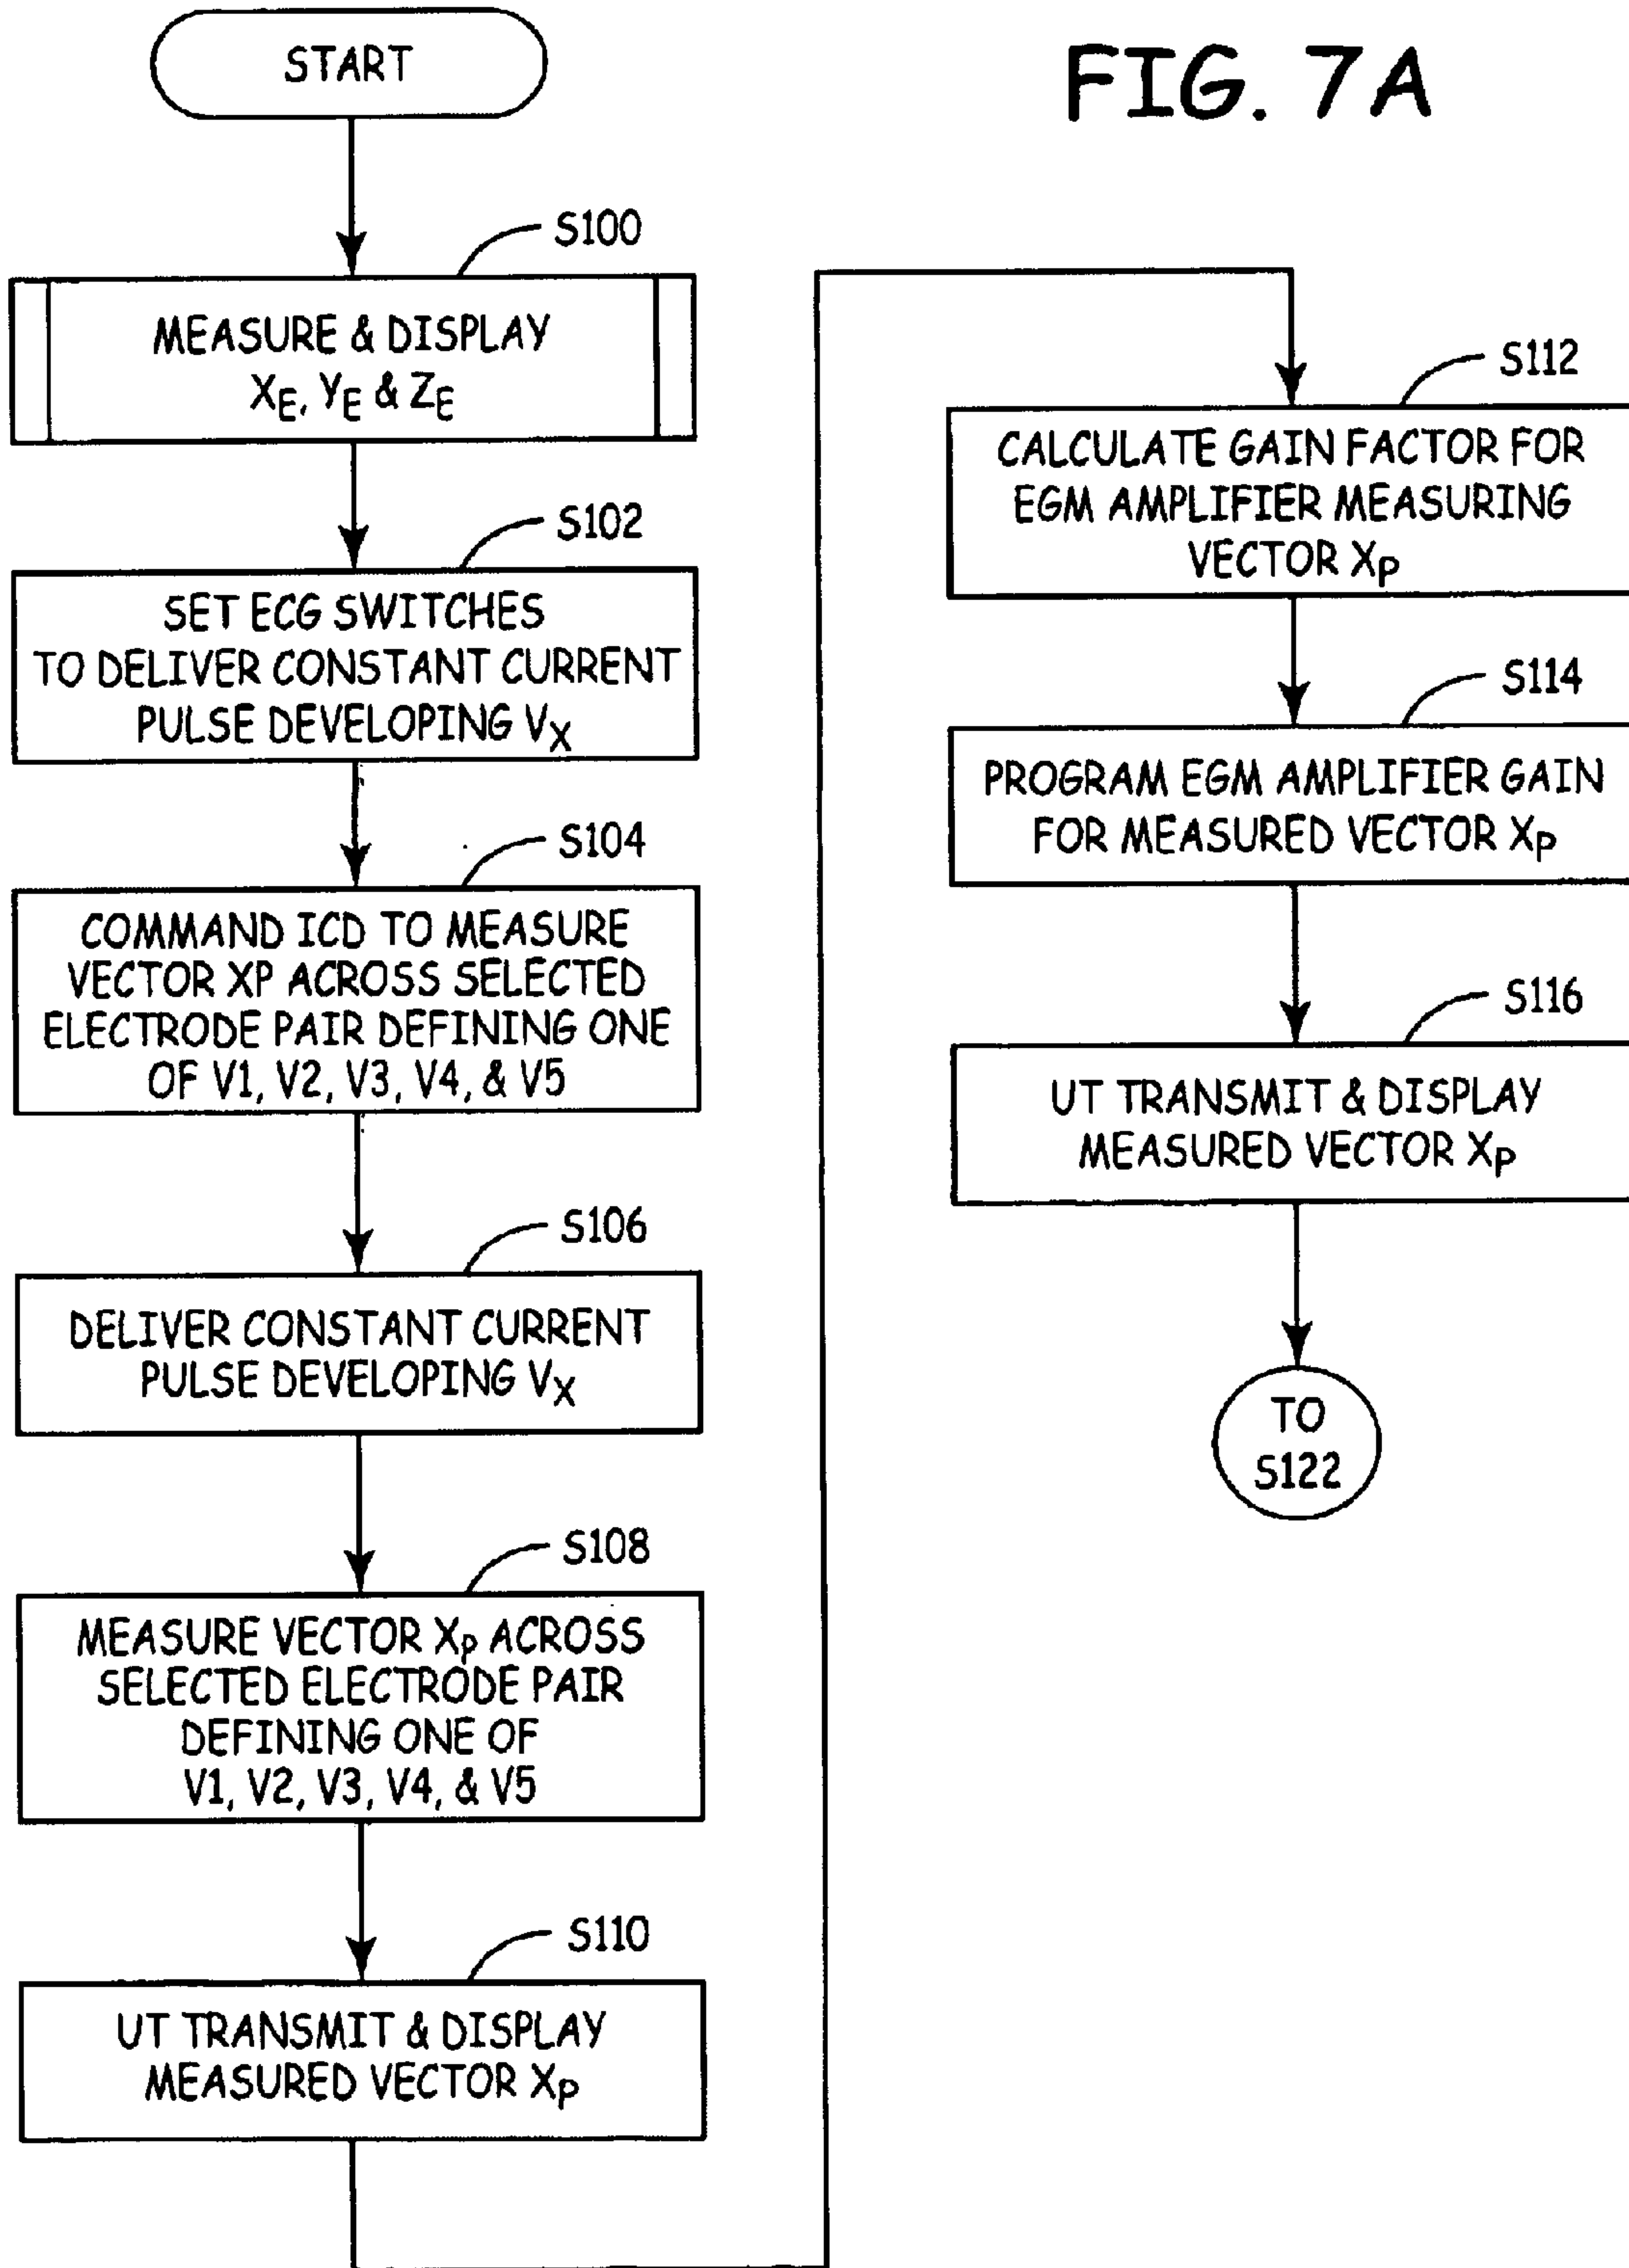 FIG. 7A
START
S100
MEASURE & DISPLAY
XE, YE & ZE
S102
SET ECG SWITCHES
TO DELIVER CONSTANT CURRENT
PULSE DEVELOPING VX
S104
COMMAND ICD TO MEASURE
VECTOR XP ACROSS SELECTED
ELECTRODE PAIR DEFINING ONE
OF V1, V2, V3, V4, & V5
S106
DELIVER CONSTANT CURRENT
PULSE DEVELOPING VX
S108
MEASURE VECTOR XP ACROSS
SELECTED ELECTRODE PAIR
DEFINING ONE OF
V1, V2, V3, V4, & V5
S110
UT TRANSMIT & DISPLAY
MEASURED VECTOR XP
S112
CALCULATE GAIN FACTOR FOR
EGM AMPLIFIER MEASURING
VECTOR XP
S114
PROGRAM EGM AMPLIFIER GAIN
FOR MEASURED VECTOR XP
S116
UT TRANSMIT & DISPLAY
MEASURED VECTOR XP
TO
S122